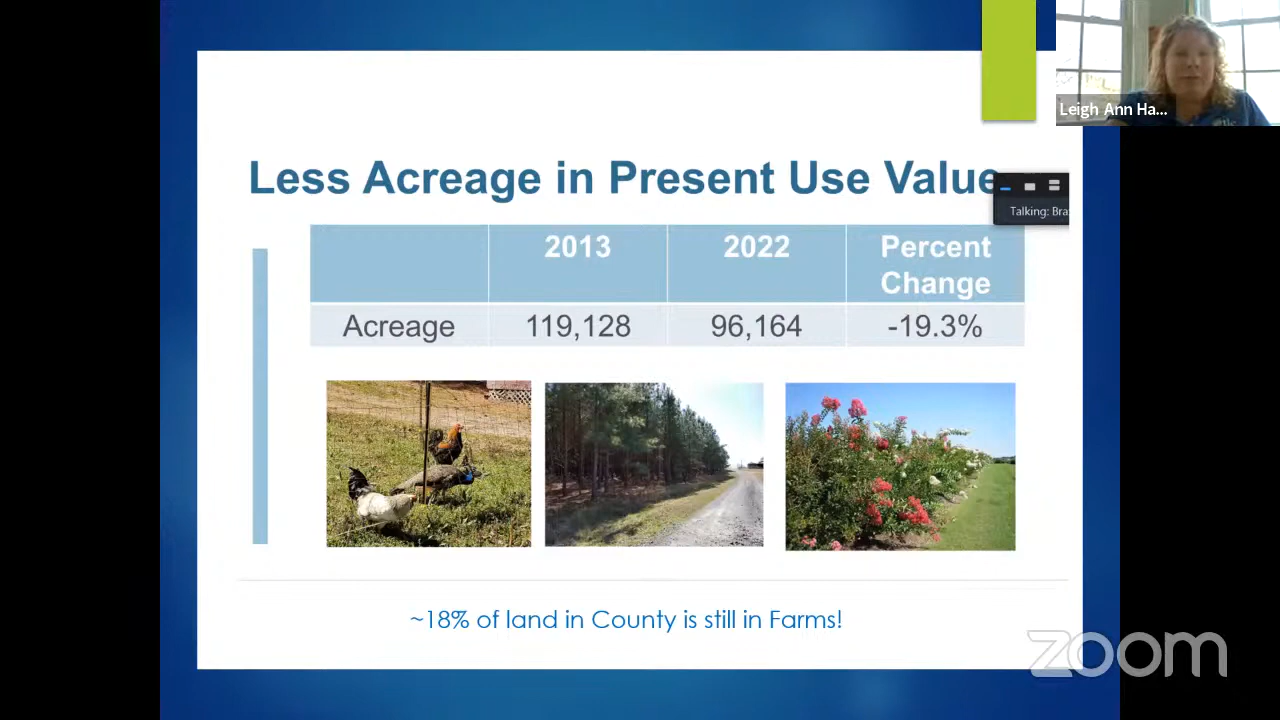 Leigh Ann Ha...
Less Acreage in Present Use Value
Talking: Bra
2013 2022 Percent Change
Acreage 119,128 96,164 -19.3%
~18% of land in County is still in Farms!
zoom